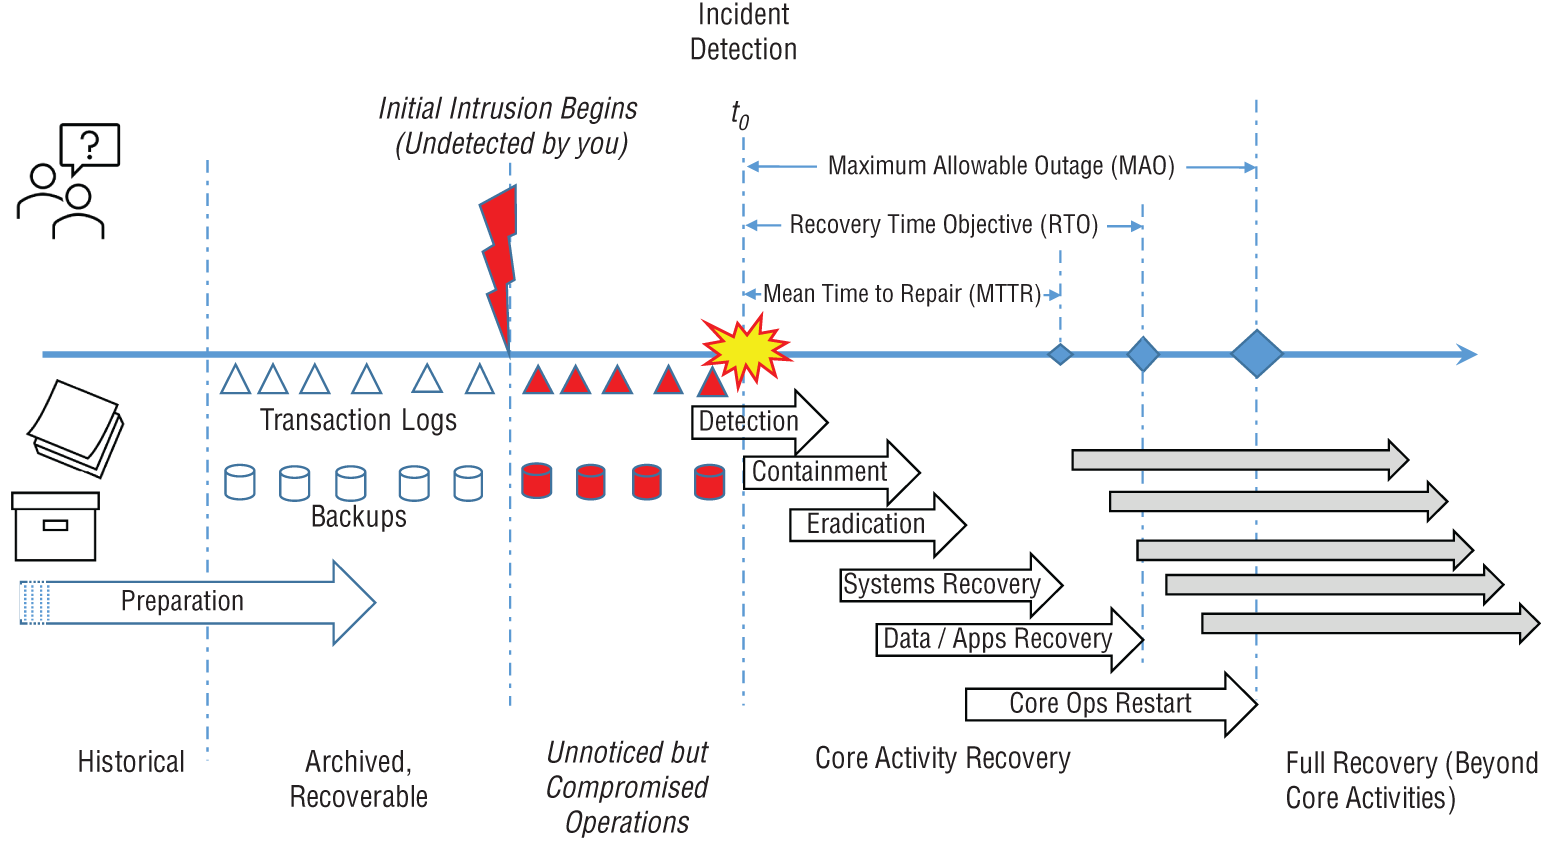 Incident
Detection
Initial Intrusion Begins
(Undetected by you)
t0
?
Maximum Allowable Outage (MAO)
Recovery Time Objective (RTO)
Mean Time to Repair (MTTR)
Transaction Logs
Detection
Containment
Backups
Eradication
Systems Recovery
Preparation
Data / Apps Recovery
Core Ops Restart
Historical
Archived,
Recoverable
Unnoticed but
Compromised
Operations
Core Activity Recovery
Full Recovery (Beyond
Core Activities)